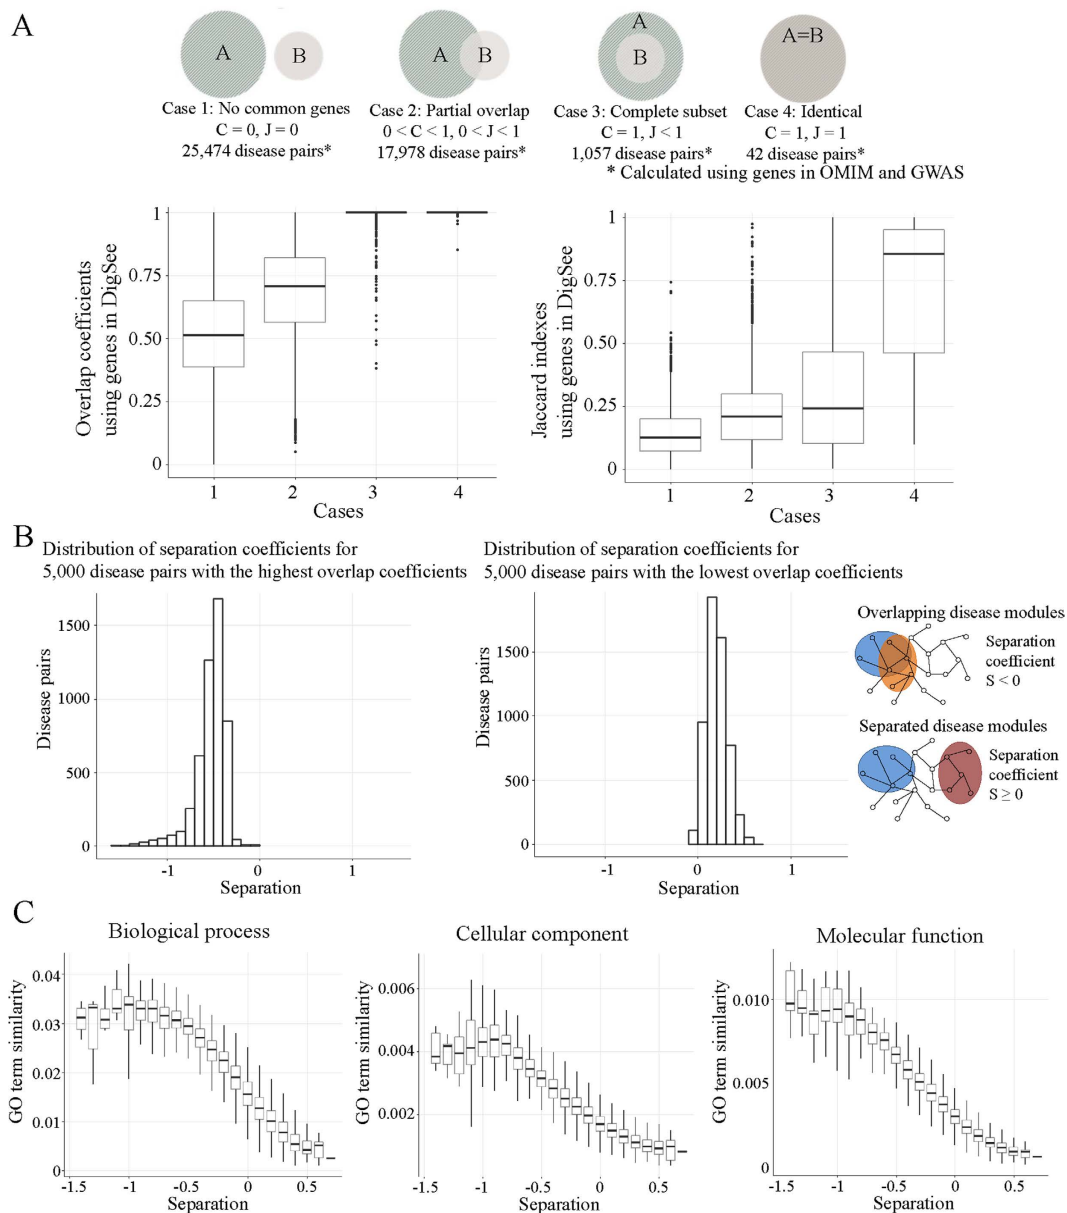 A
A
B
A
B
A
B
A=B
Case 1: No common genes
C = 0, J = 0
25,474 disease pairs*
Case 2: Partial overlap
0 < C < 1, 0 < J < 1
17,978 disease pairs*
Case 3: Complete subset
C = 1, J < 1
1,057 disease pairs*
Case 4: Identical
C = 1, J = 1
42 disease pairs*
* Calculated using genes in OMIM and GWAS
Overlap coefficients
using genes in DigSee
1
0.75
0.50
0.25
0
1 2 3 4
Cases
Jaccard indexes
using genes in DigSee
1
0.75
0.50
0.25
0
1 2 3 4
Cases
B
Distribution of separation coefficients for
5,000 disease pairs with the highest overlap coefficients
Disease pairs
1500
1000
500
0
-1 0 1
Separation
Distribution of separation coefficients for
5,000 disease pairs with the lowest overlap coefficients
Disease pairs
1500
1000
500
0
-1 0 1
Separation
Overlapping disease modules
Separation
coefficient
S < 0
Separated disease modules
Separation
coefficient
S ≥ 0
C
Biological process
GO term similarity
0.04
0.03
0.02
0.01
0
-1.5 -1 -0.5 0 0.5
Separation
Cellular component
GO term similarity
0.006
0.004
0.002
-1.5 -1 -0.5 0 0.5
Separation
Molecular function
GO term similarity
0.010
0.005
0
-1.5 -1 -0.5 0 0.5
Separation